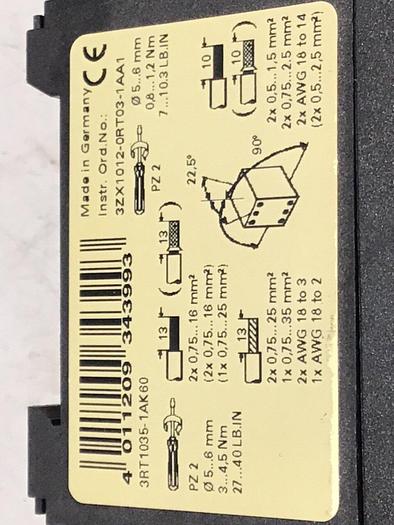 4 011209 343993
3RT1035-1AK60
Made in Germany CE
Instr. Ord.No.:
3ZX1012-0RT03-1AA1
PZ 2
Ø 5...6 mm
3...4.5 Nm
27...40 LB.IN
13
2x 0,75...16 mm²
(2x 0,75...16 mm²)
(1x 0,75...25 mm²)
( 13 )
13
2x 0,75...25 mm²
1x 0,75...35 mm²
2x AWG 18 to 3
1x AWG 18 to 2
PZ 2
Ø 5...6 mm
0,8...1,2 Nm
7...10.3 LB.IN
22,5°
90°
10
( 10 )
2x 0,5...1,5 mm²
2x 0,75...2.5 mm²
2x AWG 18 to 14
(2x 0,5...2,5 mm²)